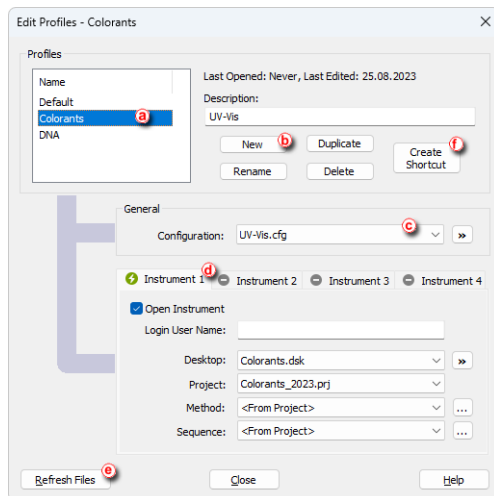 Edit Profiles - Colorants
Profiles
Name
Default
Colorants a
DNA
Last Opened: Never, Last Edited: 25.08.2023
Description:
UV-Vis
New b Duplicate
Create Shortcut f
Rename Delete
General
Configuration: UV-Vis.cfg c »
Instrument 1 d Instrument 2 Instrument 3 Instrument 4
Open Instrument
Login User Name:
Desktop: Colorants.dsk »
Project: Colorants_2023.prj
Method: <From Project> ...
Sequence: <From Project> ...
Refresh Files e Close Help